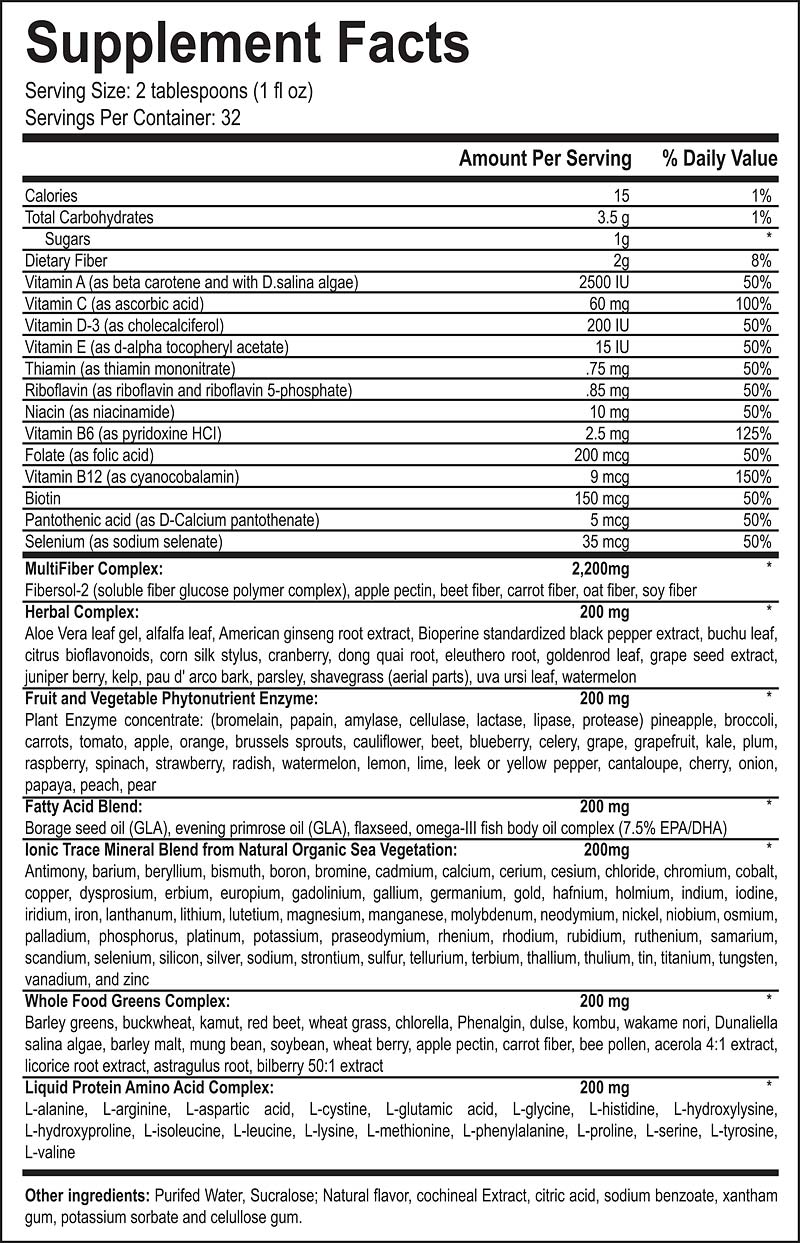 Supplement Facts
Serving Size: 2 tablespoons (1 fl oz)
Servings Per Container: 32
Amount Per Serving % Daily Value
Calories 15 1%
Total Carbohydrates 3.5 g 1%
Sugars 1g *
Dietary Fiber 2g 8%
Vitamin A (as beta carotene and with D.salina algae) 2500 IU 50%
Vitamin C (as ascorbic acid) 60 mg 100%
Vitamin D-3 (as cholecalciferol) 200 IU 50%
Vitamin E (as d-alpha tocopheryl acetate) 15 IU 50%
Thiamin (as thiamin mononitrate) .75 mg 50%
Riboflavin (as riboflavin and riboflavin 5-phosphate) .85 mg 50%
Niacin (as niacinamide) 10 mg 50%
Vitamin B6 (as pyridoxine HCl) 2.5 mg 125%
Folate (as folic acid) 200 mcg 50%
Vitamin B12 (as cyanocobalamin) 9 mcg 150%
Biotin 150 mcg 50%
Pantothenic acid (as D-Calcium pantothenate) 5 mcg 50%
Selenium (as sodium selenate) 35 mcg 50%
MultiFiber Complex: 2,200mg *
Fibersol-2 (soluble fiber glucose polymer complex), apple pectin, beet fiber, carrot fiber, oat fiber, soy fiber
Herbal Complex: 200 mg *
Aloe Vera leaf gel, alfalfa leaf, American ginseng root extract, Bioperine standardized black pepper extract, buchu leaf,
citrus bioflavonoids, corn silk stylus, cranberry, dong quai root, eleuthero root, goldenrod leaf, grape seed extract,
juniper berry, kelp, pau d' arco bark, parsley, shavegrass (aerial parts), uva ursi leaf, watermelon
Fruit and Vegetable Phytonutrient Enzyme: 200 mg *
Plant Enzyme concentrate: (bromelain, papain, amylase, cellulase, lactase, lipase, protease) pineapple, broccoli,
carrots, tomato, apple, orange, brussels sprouts, cauliflower, beet, blueberry, celery, grape, grapefruit, kale, plum,
raspberry, spinach, strawberry, radish, watermelon, lemon, lime, leek or yellow pepper, cantaloupe, cherry, onion,
papaya, peach, pear
Fatty Acid Blend: 200 mg *
Borage seed oil (GLA), evening primrose oil (GLA), flaxseed, omega-III fish body oil complex (7.5% EPA/DHA)
Ionic Trace Mineral Blend from Natural Organic Sea Vegetation: 200mg *
Antimony, barium, beryllium, bismuth, boron, bromine, cadmium, calcium, cerium, cesium, chloride, chromium, cobalt,
copper, dysprosium, erbium, europium, gadolinium, gallium, germanium, gold, hafnium, holmium, indium, iodine,
iridium, iron, lanthanum, lithium, lutetium, magnesium, manganese, molybdenum, neodymium, nickel, niobium, osmium,
palladium, phosphorus, platinum, potassium, praseodymium, rhenium, rhodium, rubidium, ruthenium, samarium,
scandium, selenium, silicon, silver, sodium, strontium, sulfur, tellurium, terbium, thallium, thulium, tin, titanium, tungsten,
vanadium, and zinc
Whole Food Greens Complex: 200 mg *
Barley greens, buckwheat, kamut, red beet, wheat grass, chlorella, Phenalgin, dulse, kombu, wakame nori, Dunaliella
salina algae, barley malt, mung bean, soybean, wheat berry, apple pectin, carrot fiber, bee pollen, acerola 4:1 extract,
licorice root extract, astragulus root, bilberry 50:1 extract
Liquid Protein Amino Acid Complex: 200 mg *
L-alanine, L-arginine, L-aspartic acid, L-cystine, L-glutamic acid, L-glycine, L-histidine, L-hydroxylysine,
L-hydroxyproline, L-isoleucine, L-leucine, L-lysine, L-methionine, L-phenylalanine, L-proline, L-serine, L-tyrosine,
L-valine
Other ingredients: Purifed Water, Sucralose; Natural flavor, cochineal Extract, citric acid, sodium benzoate, xantham
gum, potassium sorbate and celullose gum.